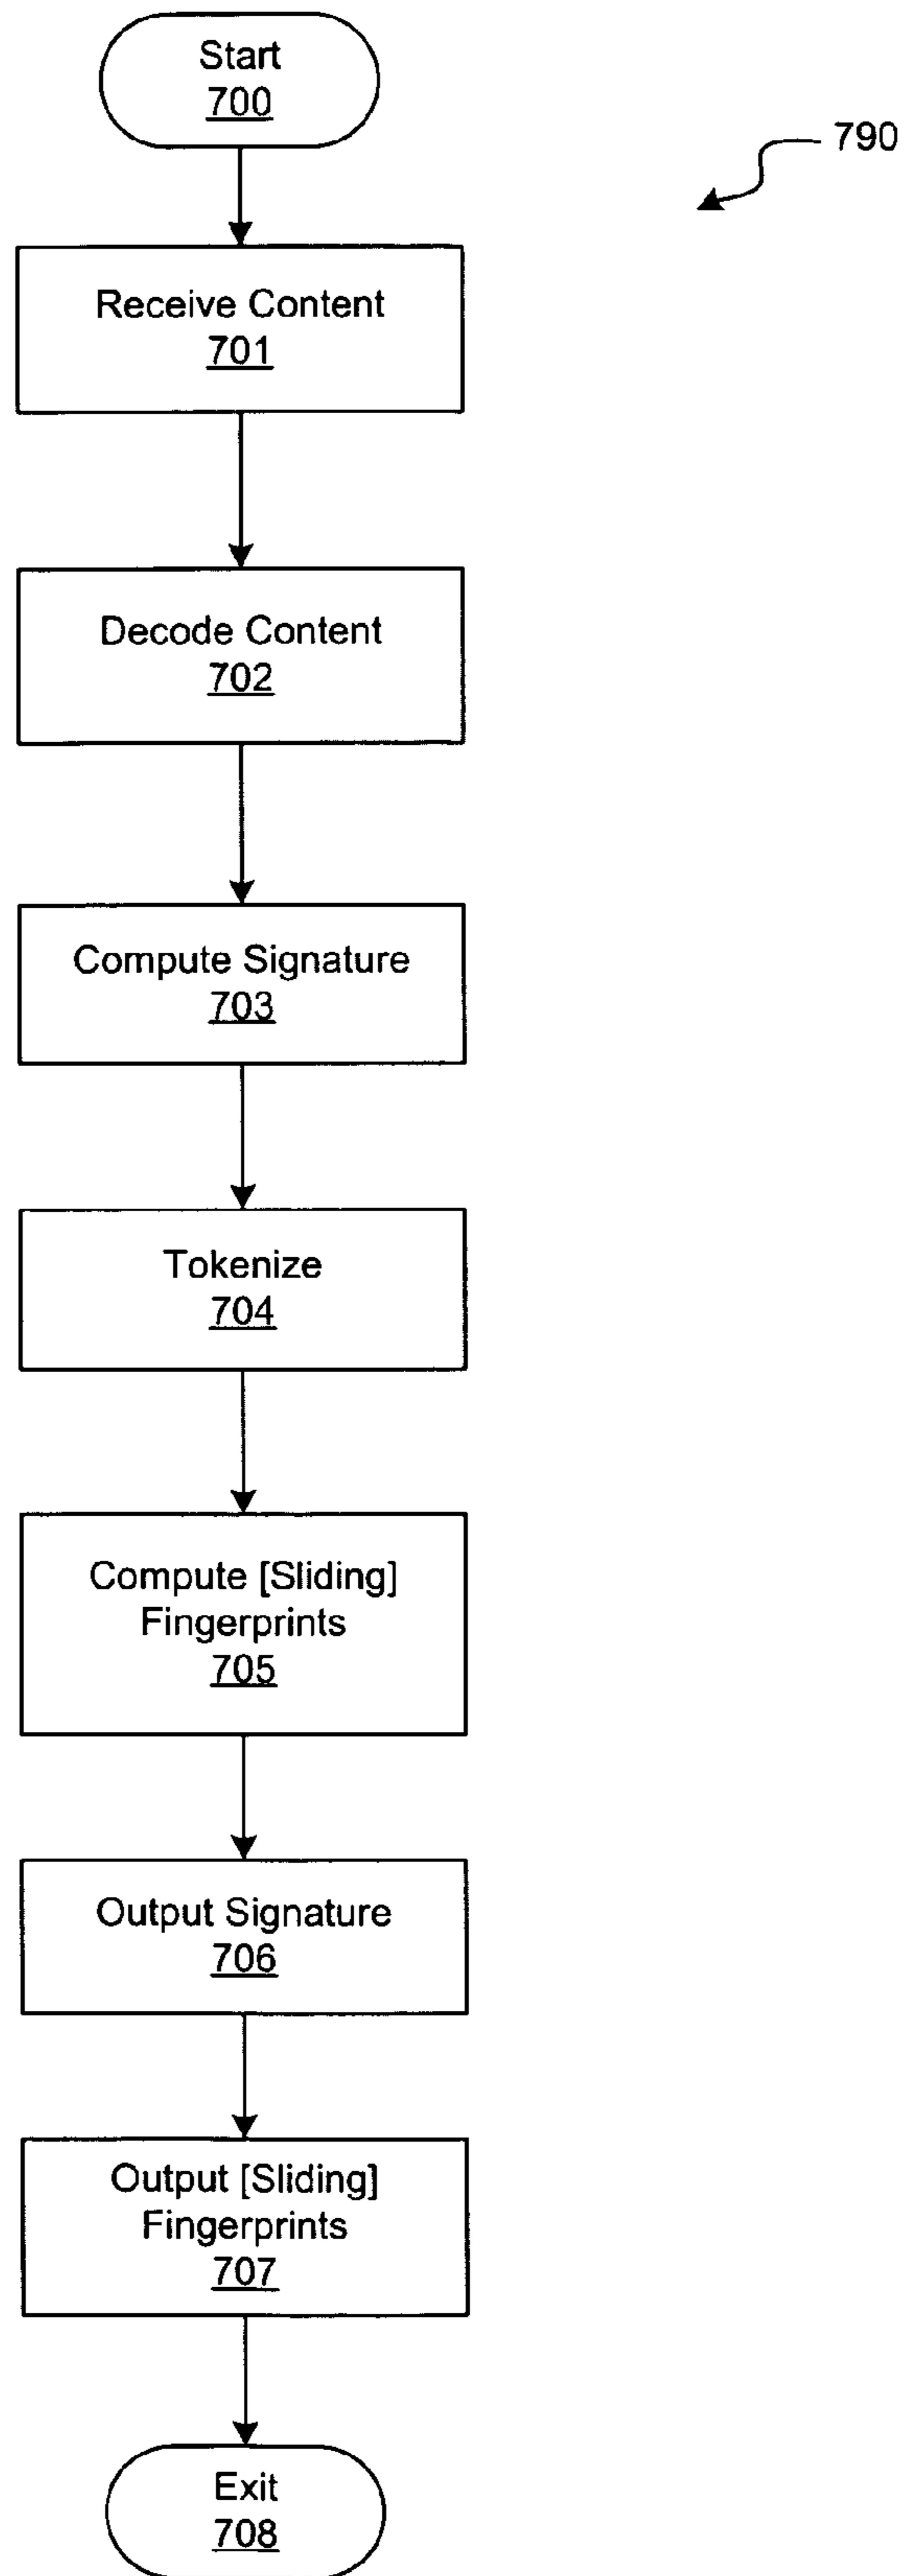 Start
700
790
Receive Content
701
Decode Content
702
Compute Signature
703
Tokenize
704
Compute [Sliding]
Fingerprints
705
Output Signature
706
Output [Sliding]
Fingerprints
707
Exit
708